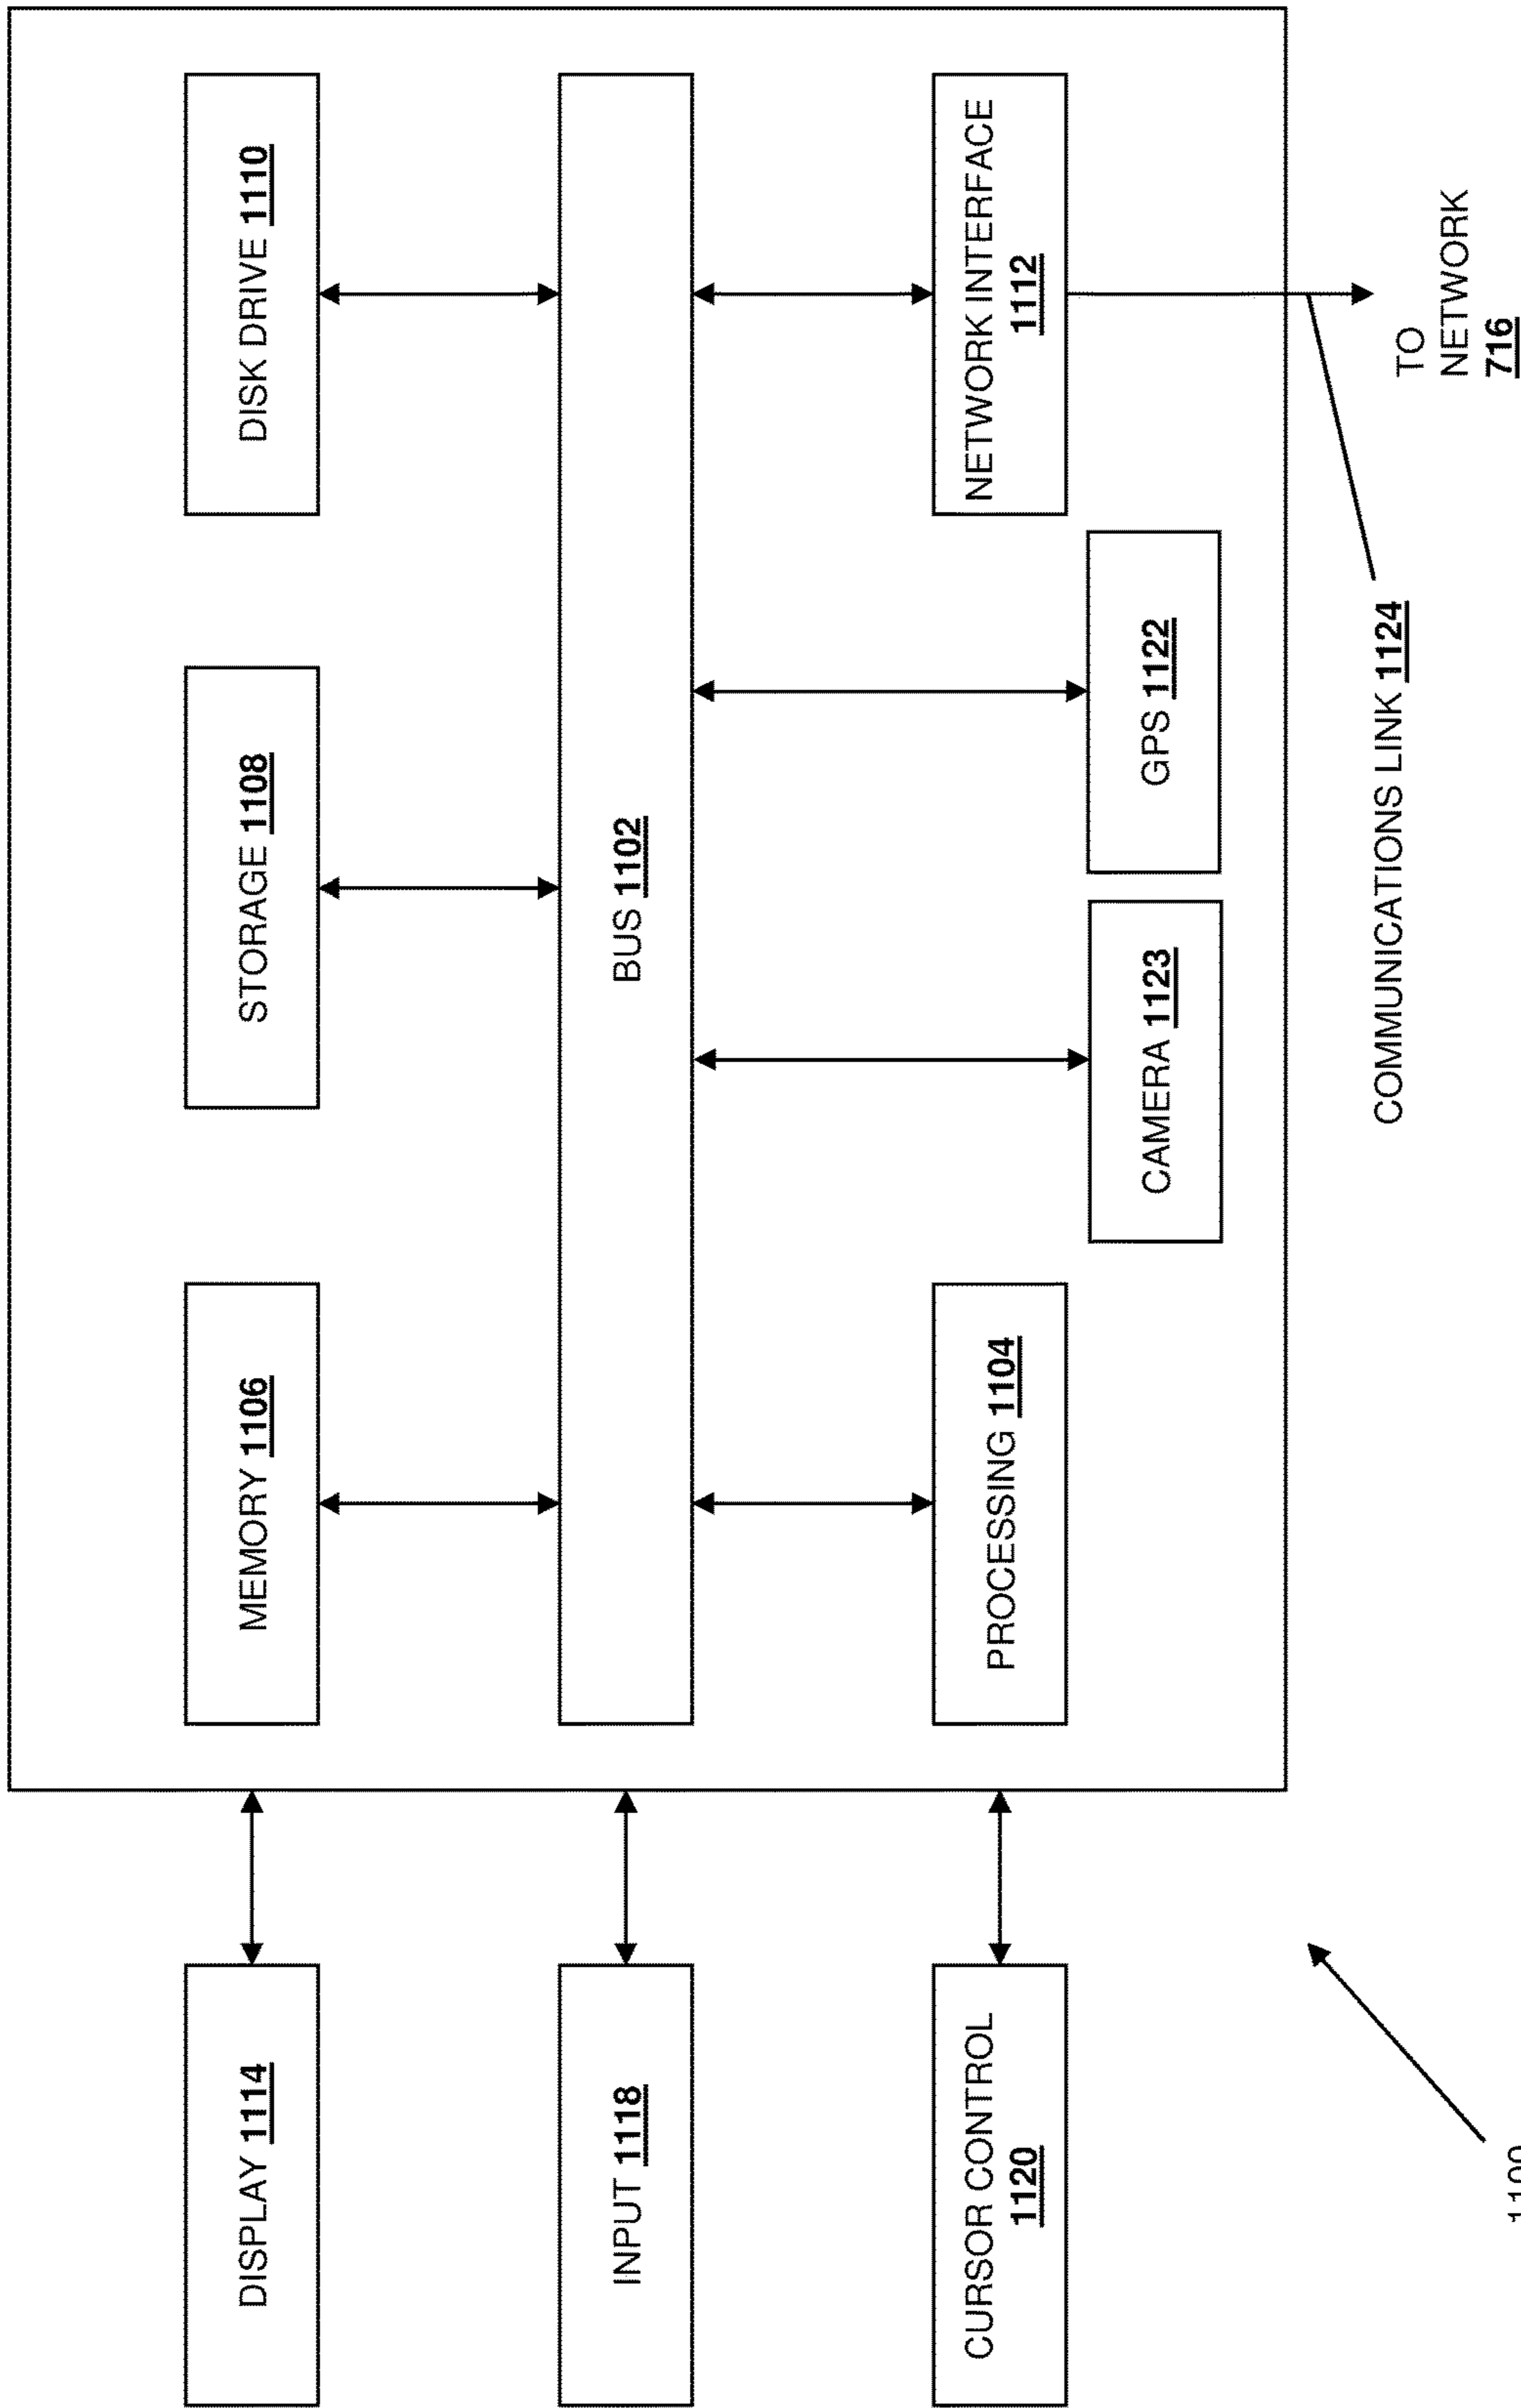 DISPLAY 1114
MEMORY 1106
STORAGE 1108
DISK DRIVE 1110
INPUT 1118
BUS 1102
CURSOR CONTROL
1120
PROCESSING 1104
NETWORK INTERFACE
1112
CAMERA 1123
GPS 1122
COMMUNICATIONS LINK 1124
TO
NETWORK
716